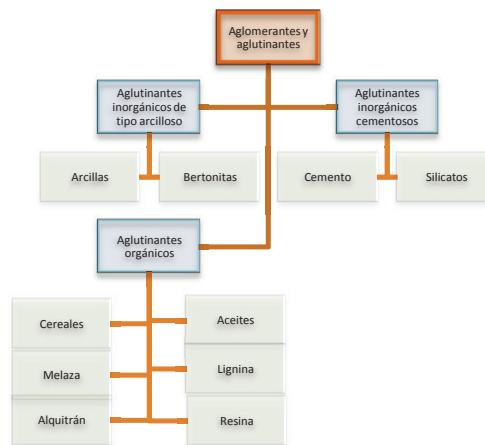 Aglomerantes y
aglutinantes
Aglutinantes
inorgánicos de
tipo arcilloso
Aglutinantes
inorgánicos
cementosos
Arcillas
Bertonitas
Cemento
Silicatos
Aglutinantes
orgánicos
Cereales
Aceites
Melaza
Lignina
Alquitrán
Resina